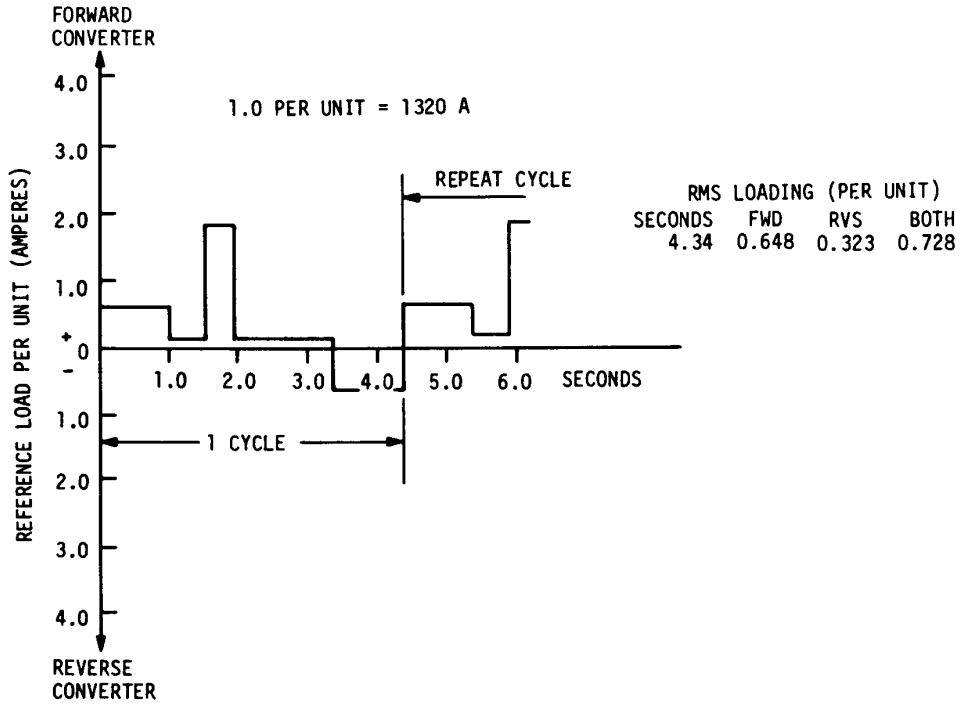 FORWARD
CONVERTER
4.0
1.0 PER UNIT = 1320 A
3.0
REPEAT CYCLE
RMS LOADING (PER UNIT)
SECONDS FWD RVS BOTH
4.34 0.648 0.323 0.728
2.0
1.0
+
0
-
1.0 2.0 3.0 4.0 5.0 6.0 SECONDS
1.0
1 CYCLE
2.0
3.0
4.0
REFERENCE LOAD PER UNIT (AMPERES)
REVERSE
CONVERTER